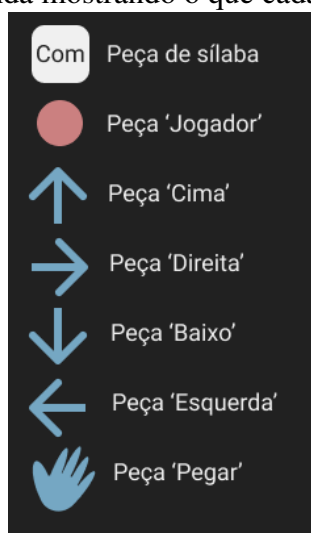 Com Peça de sílaba
Peça ‘Jogador’
Peça ‘Cima’
Peça ‘Direita’
Peça ‘Baixo’
Peça ‘Esquerda’
Peça ‘Pegar’